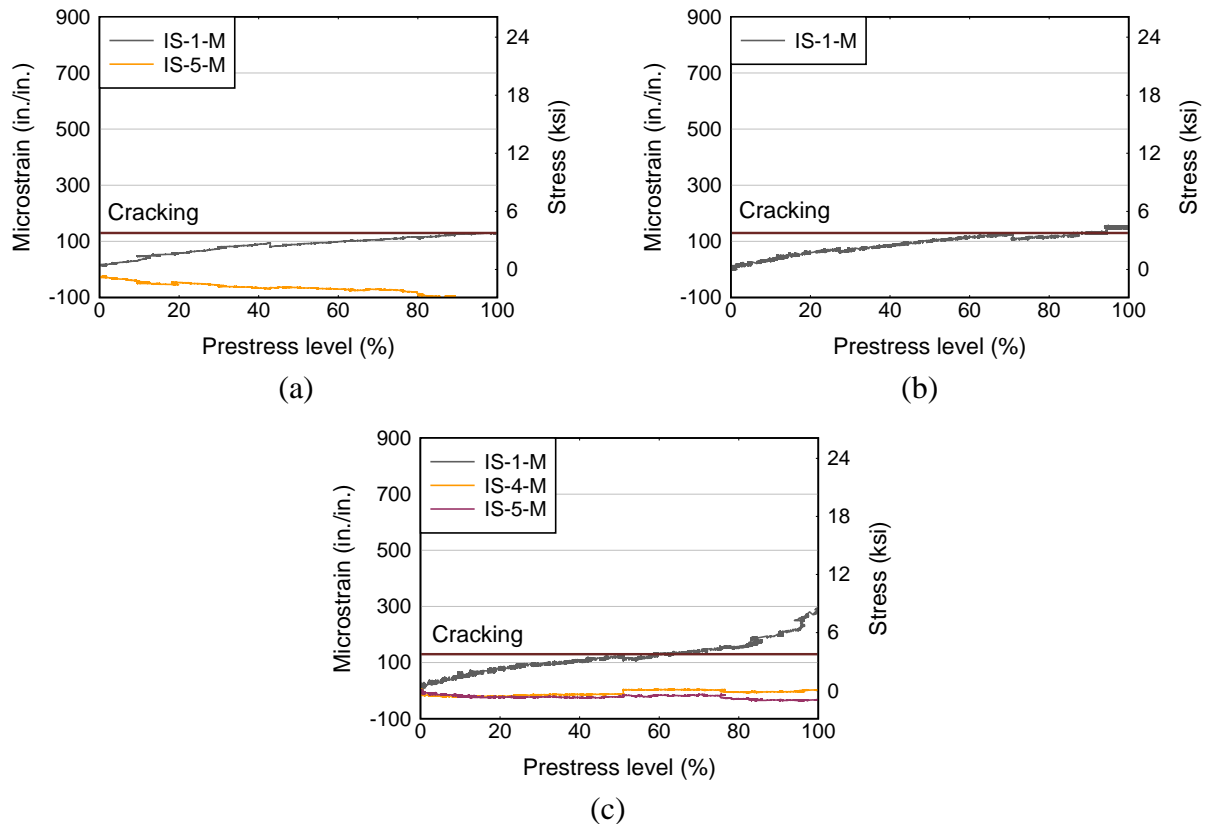 IS-1-M
IS-5-M
Microstrain (in./in.)
900
700
500
300
100
-100
Cracking
24
18
12
6
0
Stress (ksi)
0 20 40 60 80 100
Prestress level (%)
(a)
IS-1-M
Microstrain (in./in.)
900
700
500
300
100
-100
Cracking
24
18
12
6
0
Stress (ksi)
0 20 40 60 80 100
Prestress level (%)
(b)
IS-1-M
IS-4-M
IS-5-M
Microstrain (in./in.)
900
700
500
300
100
-100
Cracking
24
18
12
6
0
Stress (ksi)
0 20 40 60 80 100
Prestress level (%)
(c)